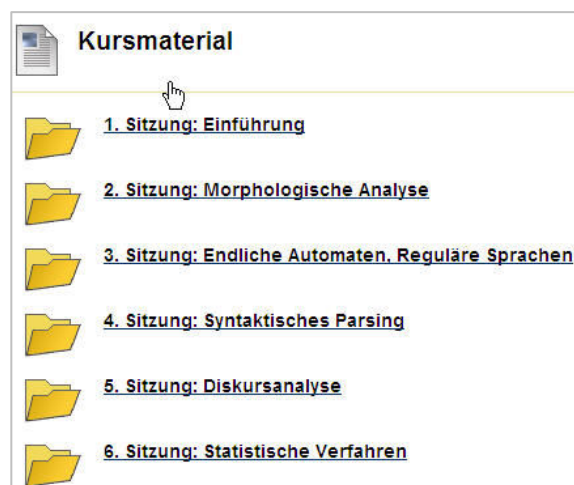 Kursmaterial
1. Sitzung: Einführung
2. Sitzung: Morphologische Analyse
3. Sitzung: Endliche Automaten, Reguläre Sprachen
4. Sitzung: Syntaktisches Parsing
5. Sitzung: Diskursanalyse
6. Sitzung: Statistische Verfahren